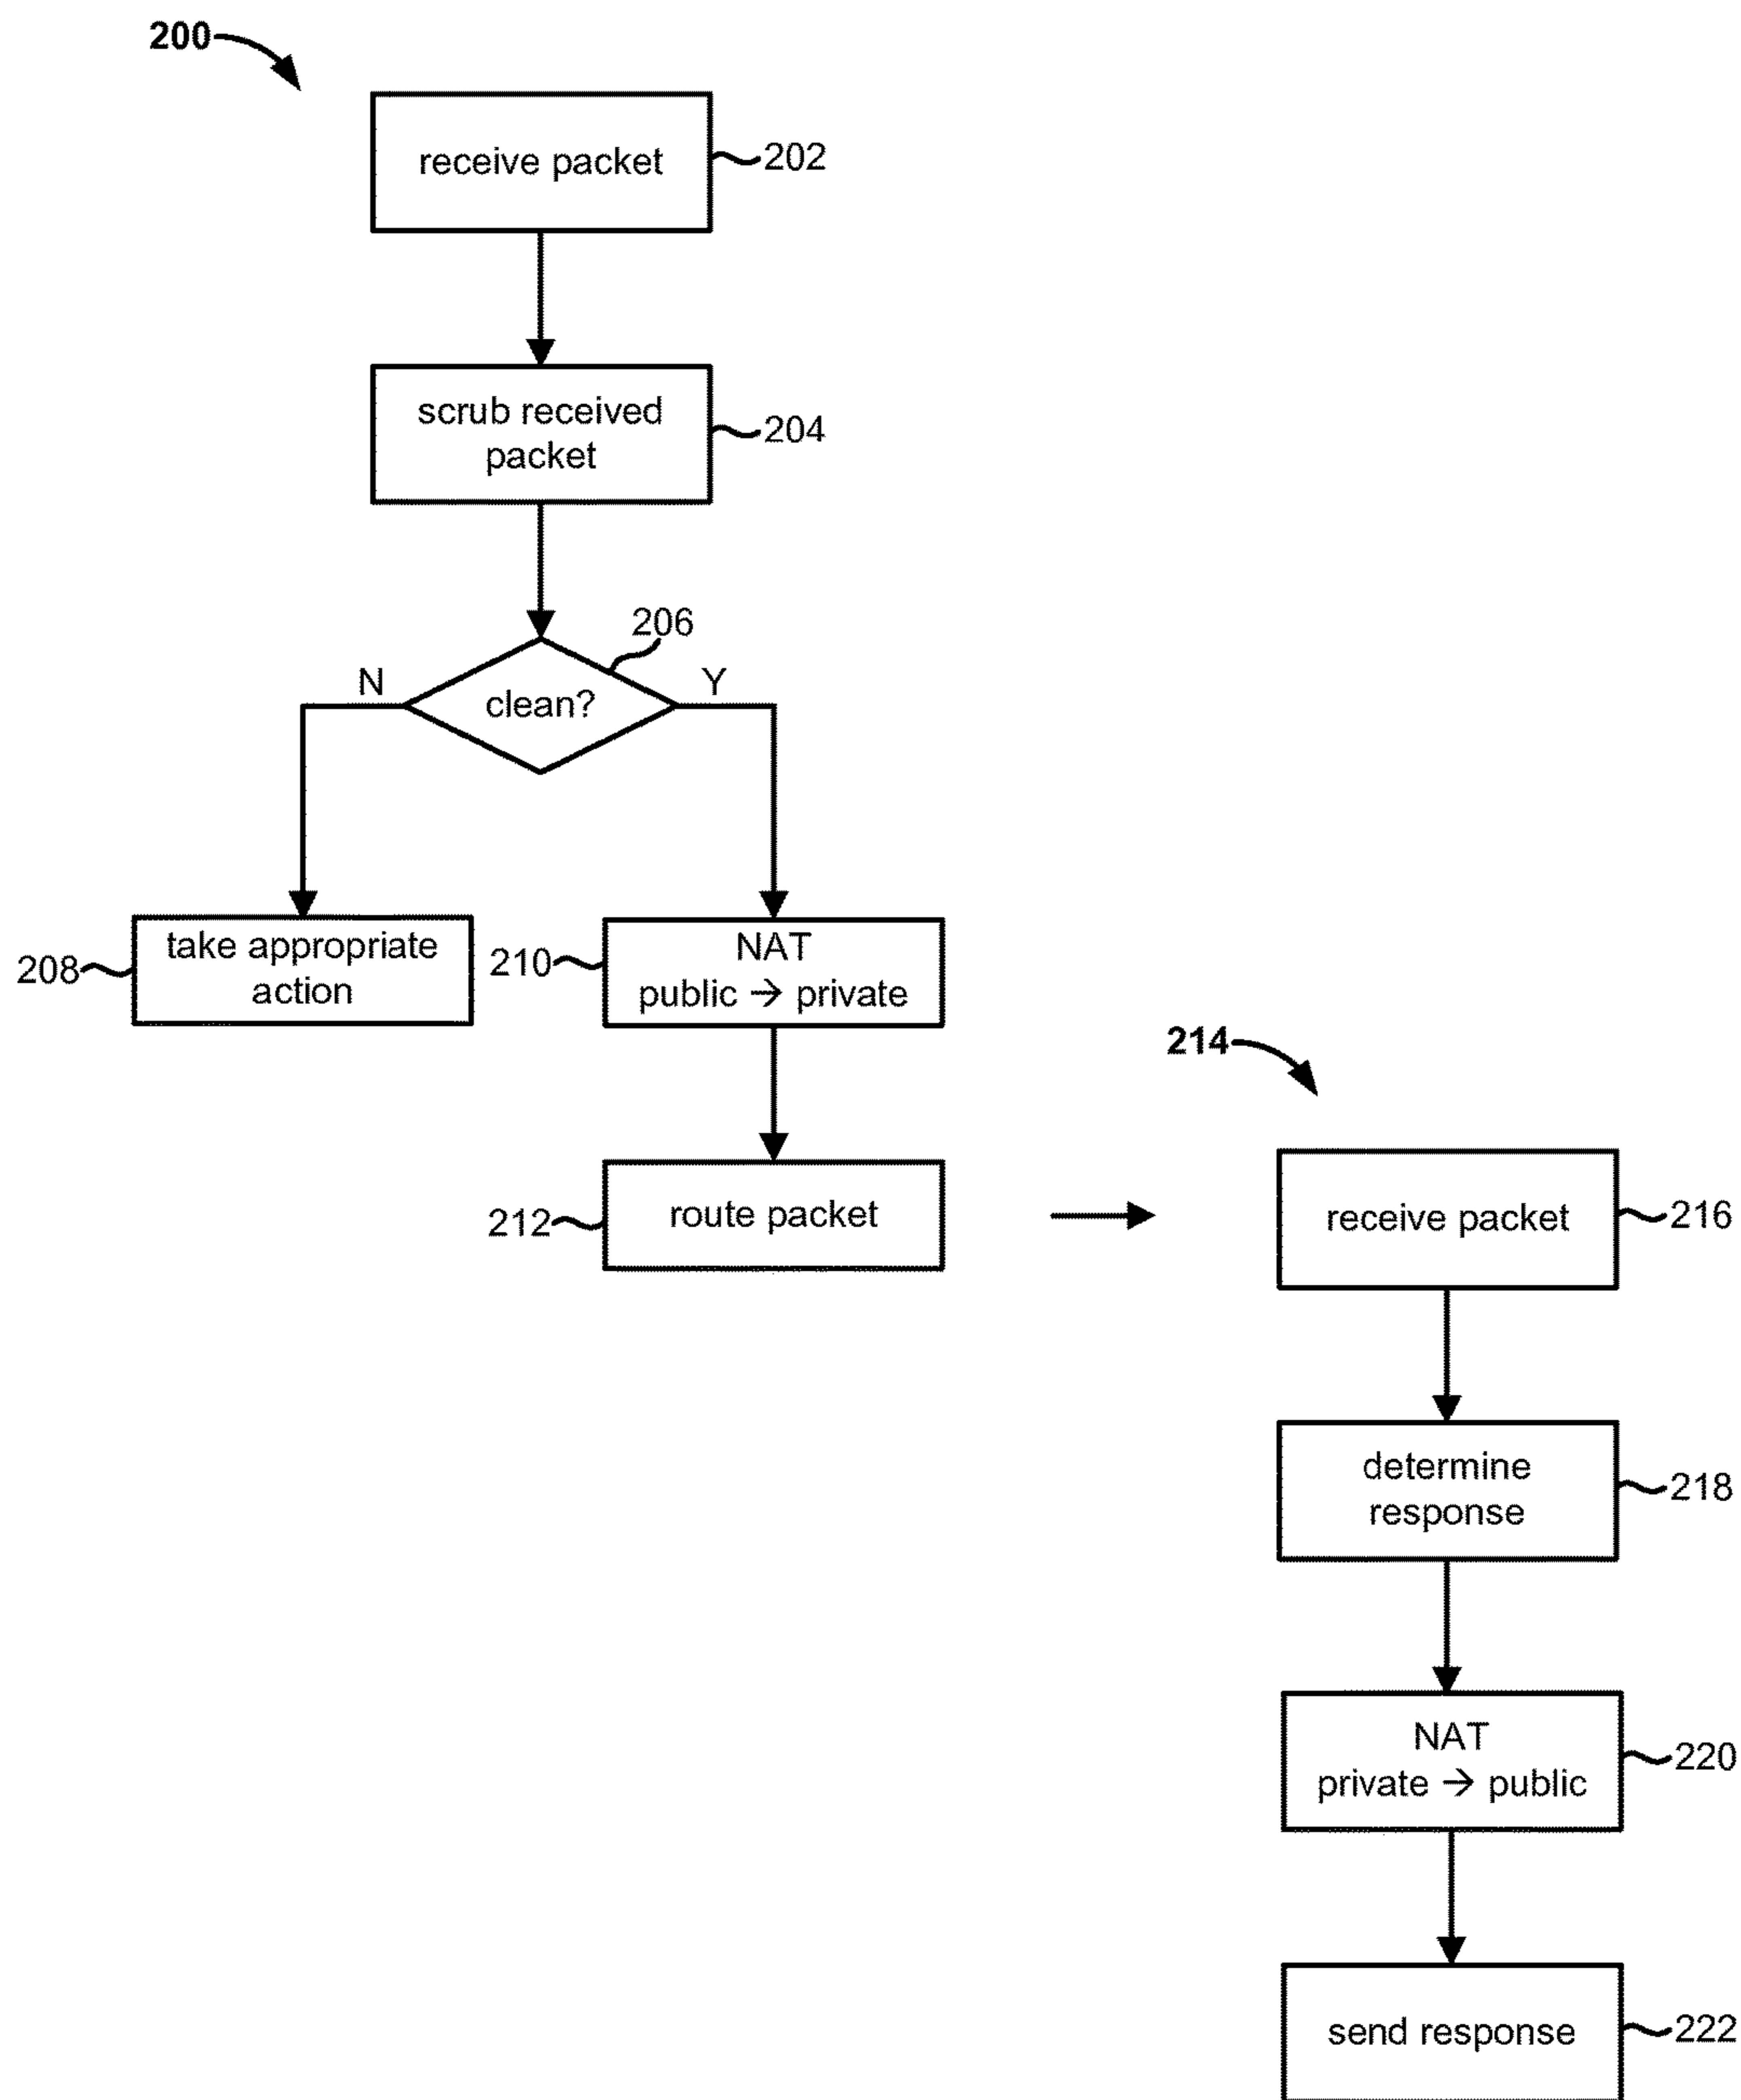 200
receive packet
202
scrub received
packet
204
206
N
clean?
Y
take appropriate
action
208
210
NAT
public → private
212
route packet
214
receive packet
216
determine
response
218
NAT
private → public
220
send response
222